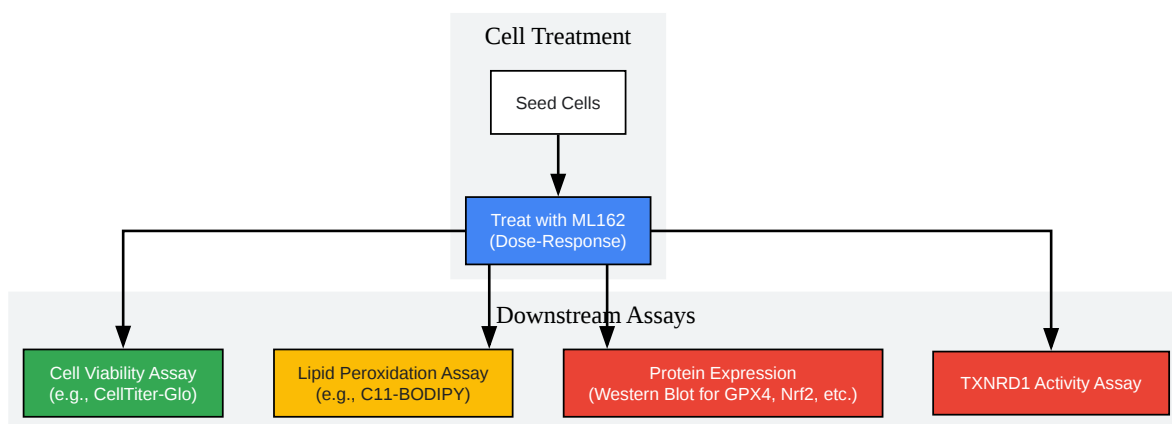 Cell Treatment
Seed Cells
Treat with ML162
(Dose-Response)
Downstream Assays
Cell Viability Assay
(e.g., CellTiter-Glo)
Lipid Peroxidation Assay
(e.g., C11-BODIPY)
Protein Expression
(Western Blot for GPX4, Nrf2, etc.)
TXNRD1 Activity Assay